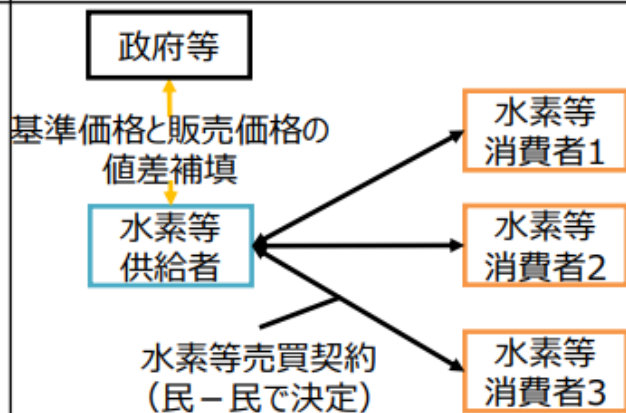 政府等
基準価格と販売価格の
値差補填
水素等
供給者
水素等
消費者1
水素等
消費者2
水素等
消費者3
水素等売買契約
（民－民で決定）